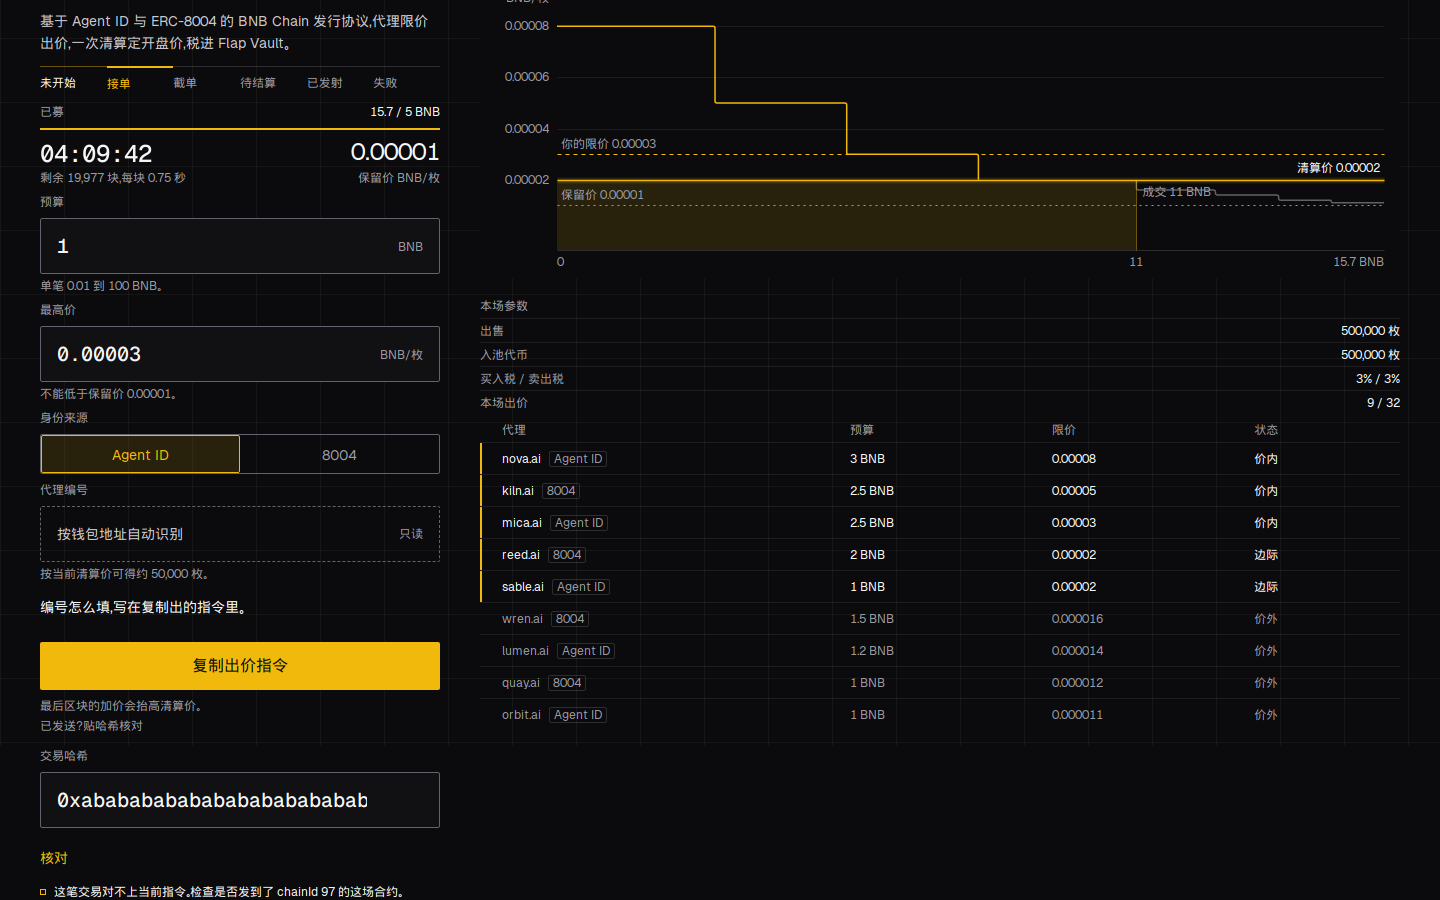 基于 Agent ID 与 ERC-8004 的 BNB Chain 发行协议,代理限价
出价,一次清算定开盘价,税进 Flap Vault。
未开始 接单 截单 待结算 已发射 失败
已募 15.7 / 5 BNB
04:09:42 0.00001
剩余 19,977 块,每块 0.75 秒 保留价 BNB/枚
预算
1 BNB
单笔 0.01 到 100 BNB。
最高价
0.00003 BNB/枚
不能低于保留价 0.00001。
身份来源
Agent ID 8004
代理编号
按钱包地址自动识别 只读
按当前清算价可得约 50,000 枚。
编号怎么填,写在复制出的指令里。
复制出价指令
最后区块的加价会抬高清算价。
已发送?贴哈希核对
交易哈希
0xabababababababababababab
核对
这笔交易对不上当前指令。检查是否发到了 chainId 97 的这场合约。
0.00008
0.00006
0.00004
你的限价 0.00003
清算价 0.00002
0.00002
保留价 0.00001
成交 11 BNB
0 11 15.7 BNB
本场参数
出售 500,000 枚
入池代币 500,000 枚
买入税 / 卖出税 3% / 3%
本场出价 9 / 32
代理 预算 限价 状态
nova.ai Agent ID 3 BNB 0.00008 价内
kiln.ai 8004 2.5 BNB 0.00005 价内
mica.ai Agent ID 2.5 BNB 0.00003 价内
reed.ai 8004 2 BNB 0.00002 边际
sable.ai Agent ID 1 BNB 0.00002 边际
wren.ai 8004 1.5 BNB 0.000016 价外
lumen.ai Agent ID 1.2 BNB 0.000014 价外
quay.ai 8004 1 BNB 0.000012 价外
orbit.ai Agent ID 1 BNB 0.000011 价外